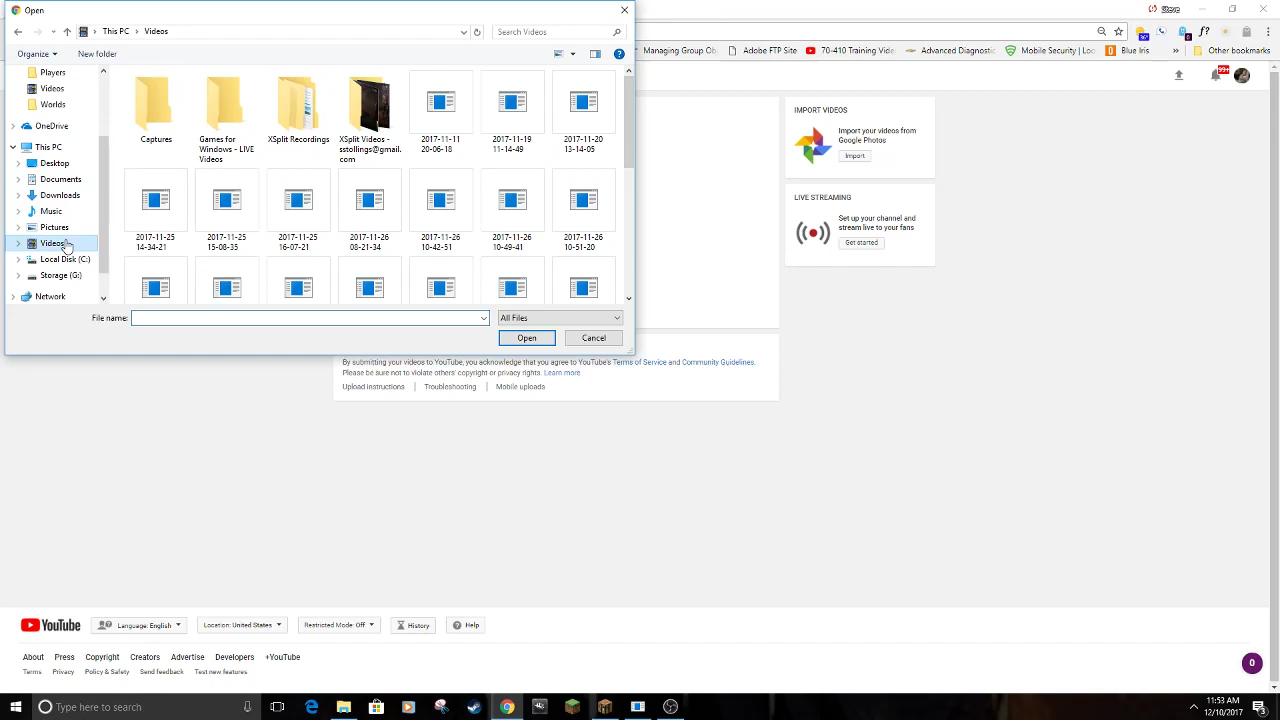 Open
Steve
This PC
Videos
Search Videos
Organize
New folder
Managing Group Ob
Adobe FTP Site
70-410 Training Vide
Advanced Diagnostic
Mobile Security | Go
Blue Iris
»
Other
36°
f?
99+
Players
Videos
Worlds
OneDrive
This PC
Desktop
Documents
Downloads
Music
Pictures
Videos
Local Disk (C:)
Storage (G:)
Network
Captures
Games for
Windows - LIVE
Videos
XSplit Recordings
XSplit Videos -
sstollings@gmail.
com
2017-11-11
20-06-18
2017-11-19
11-14-49
2017-11-20
13-14-05
2017-11-25
14-34-21
2017-11-25
15-08-35
2017-11-25
16-07-21
2017-11-26
08-21-34
2017-11-26
10-42-51
2017-11-26
10-49-41
2017-11-26
10-51-20
File name:
All Files
Open
Cancel
IMPORT VIDEOS
Import your videos from
Google Photos
Import
LIVE STREAMING
Set up your channel and
stream live to your fans
Get started
By submitting your videos to YouTube, you acknowledge that you agree to YouTube's Terms of Service and Community Guidelines.
Please be sure not to violate others' copyright or privacy rights. Learn more
Upload instructions
Troubleshooting
Mobile uploads
YouTube
Language: English
Location: United States
Restricted Mode: Off
History
Help
About
Press
Copyright
Creators
Advertise
Developers
+YouTube
Terms
Privacy
Policy & Safety
Send feedback
Test new features
0
Type here to search
11:53 AM
12/10/2017